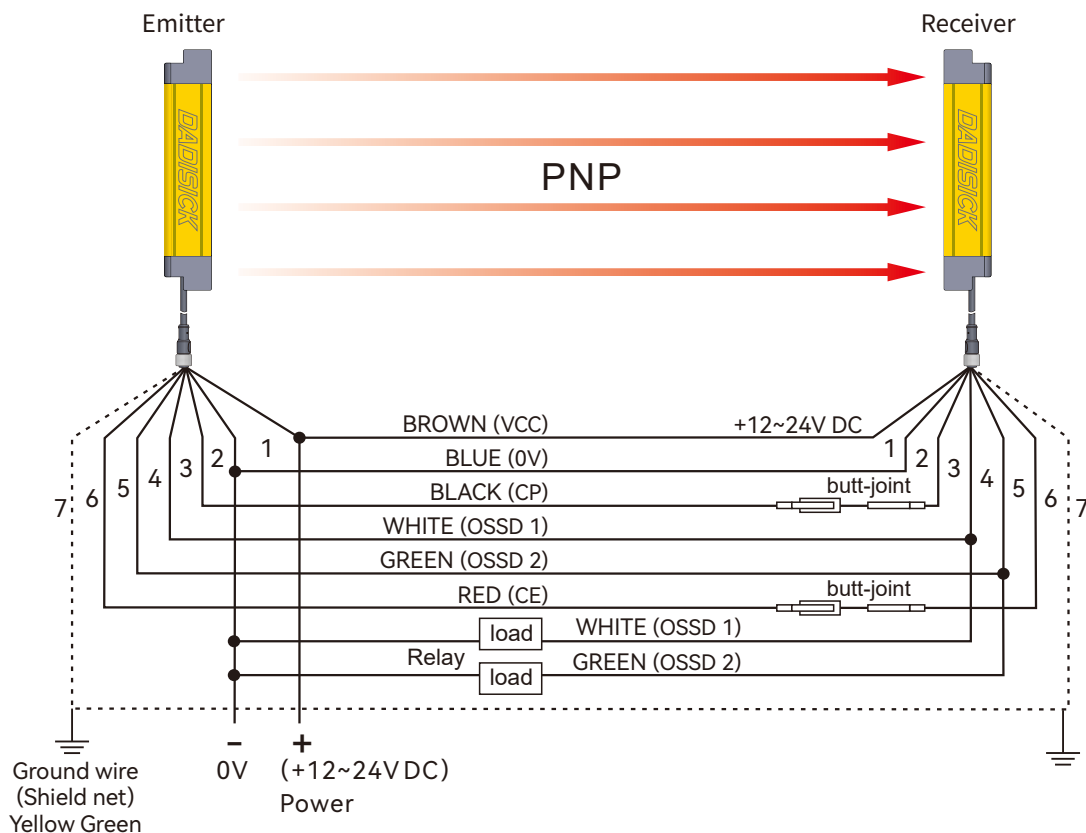 Emitter
Receiver
DADISICK
DADISICK
PNP
BROWN (VCC)
+12~24V DC
BLUE (0V)
BLACK (CP)
butt-joint
WHITE (OSSD 1)
GREEN (OSSD 2)
RED (CE)
butt-joint
load
WHITE (OSSD 1)
Relay
load
GREEN (OSSD 2)
7 6 5 4 3 2 1
1 2 3 4 5 6 7
Ground wire
(Shield net)
Yellow Green
-
0V
+
(+12~24V DC)
Power